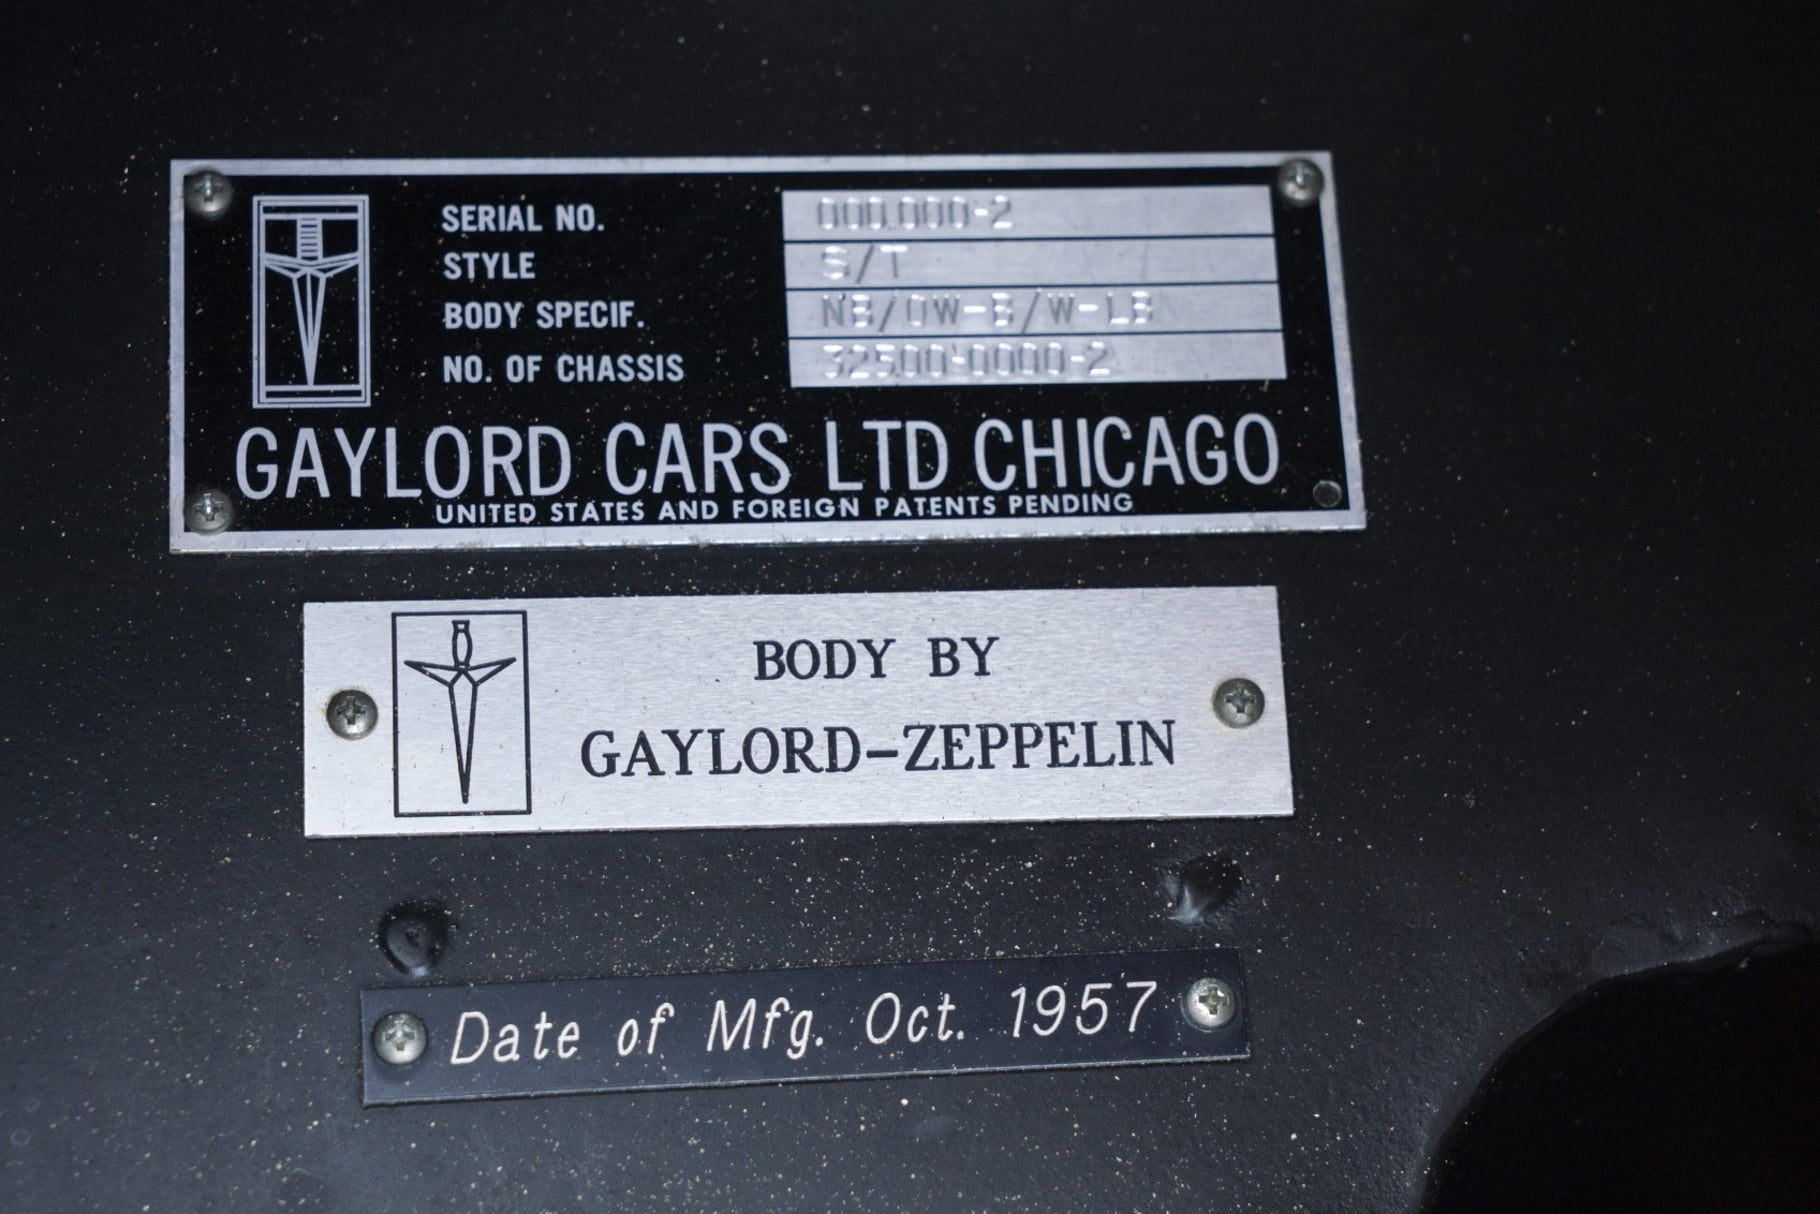 SERIAL NO. 000.000-2
STYLE S/T
BODY SPECIF. NB/OW-B/W-LB
NO. OF CHASSIS 32500-0000-2
GAYLORD CARS LTD CHICAGO
UNITED STATES AND FOREIGN PATENTS PENDING
BODY BY
GAYLORD-ZEPPELIN
Date of Mfg. Oct. 1957